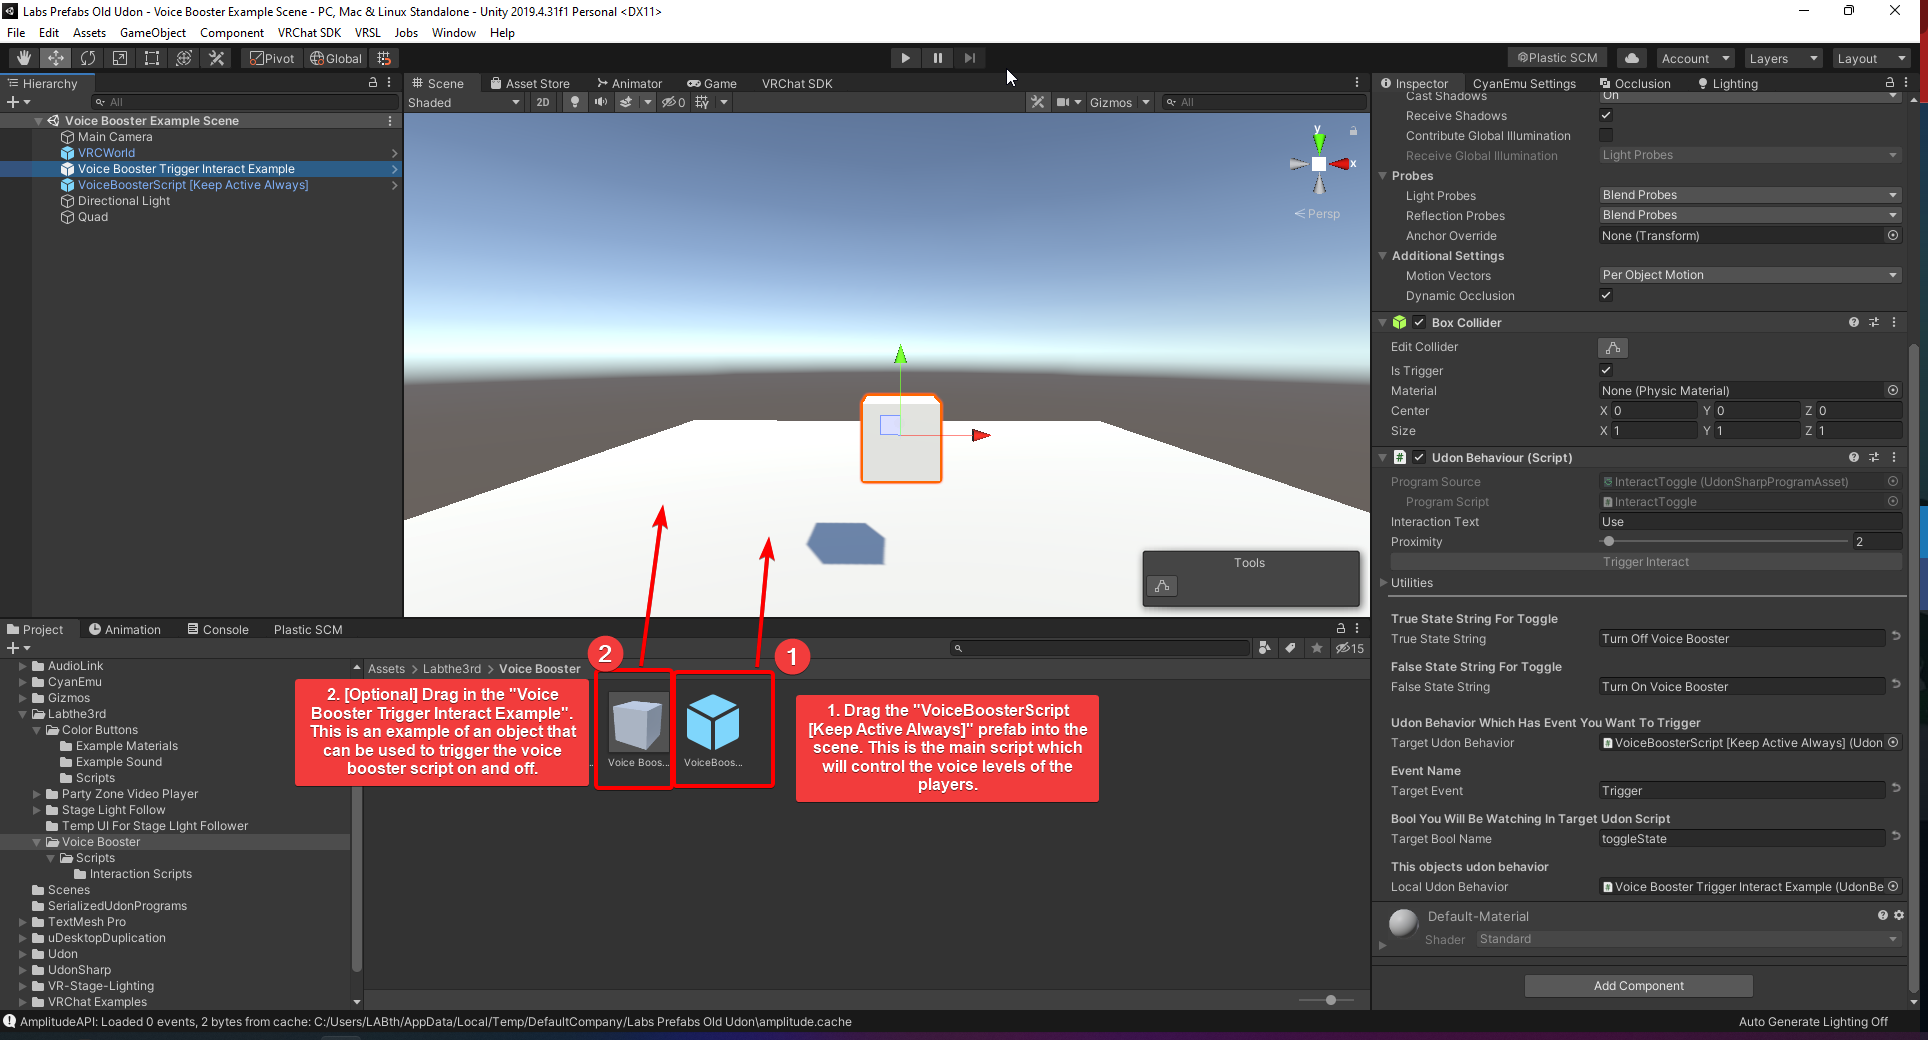 Labs Prefabs Old Udon - Voice Booster Example Scene - PC, Mac & Linux Standalone - Unity 2019.4.31f1 Personal <DX11>
File Edit Assets GameObject Component VRChat SDK VRSL Jobs Window Help
Pivot Global
Plastic SCM Account Layers Layout
Hierarchy
All
Voice Booster Example Scene
Main Camera
VRCWorld
Voice Booster Trigger Interact Example
VoiceBoosterScript [Keep Active Always]
Directional Light
Quad
Scene Asset Store Animator Game VRChat SDK
Shaded 2D 0 Gizmos All
y
x
Persp
Tools
Inspector CyanEmu Settings Occlusion Lighting
Cast Shadows On
Receive Shadows
Contribute Global Illumination
Receive Global Illumination Light Probes
Probes
Light Probes Blend Probes
Reflection Probes Blend Probes
Anchor Override None (Transform)
Additional Settings
Motion Vectors Per Object Motion
Dynamic Occlusion
Box Collider
Edit Collider
Is Trigger
Material None (Physic Material)
Center X 0 Y 0 Z 0
Size X 1 Y 1 Z 1
# Udon Behaviour (Script)
Program Source InteractToggle (UdonSharpProgramAsset)
Program Script InteractToggle
Interaction Text Use
Proximity 2
Trigger Interact
Utilities
True State String For Toggle
True State String Turn Off Voice Booster
False State String For Toggle
False State String Turn On Voice Booster
Udon Behavior Which Has Event You Want To Trigger
Target Udon Behavior VoiceBoosterScript [Keep Active Always] (Udon
Event Name
Target Event Trigger
Bool You Will Be Watching In Target Udon Script
Target Bool Name toggleState
This objects udon behavior
Local Udon Behavior Voice Booster Trigger Interact Example (UdonBe
Default-Material
Shader Standard
Add Component
Project Animation Console Plastic SCM
15
AudioLink
CyanEmu
Gizmos
Labthe3rd
Color Buttons
Example Materials
Example Sound
Scripts
Party Zone Video Player
Stage Light Follow
Temp UI For Stage LIght Follower
Voice Booster
Scripts
Interaction Scripts
Scenes
SerializedUdonPrograms
TextMesh Pro
uDesktopDuplication
Udon
UdonSharp
VR-Stage-Lighting
VRChat Examples
Assets > Labthe3rd > Voice Booster
2
1
2. [Optional] Drag in the "Voice
Booster Trigger Interact Example".
This is an example of an object that
can be used to trigger the voice
booster script on and off.
Voice Boos...
VoiceBoos...
1. Drag the "VoiceBoosterScript
[Keep Active Always]" prefab into the
scene. This is the main script which
will control the voice levels of the
players.
AmplitudeAPI: Loaded 0 events, 2 bytes from cache: C:/Users/LABth/AppData/Local/Temp/DefaultCompany/Labs Prefabs Old Udon\amplitude.cache
Auto Generate Lighting Off